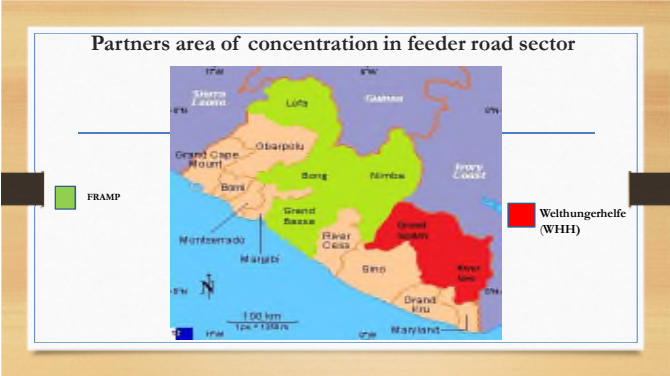 Partners area of concentration in feeder road sector
Sierra
Leone
Guinea
Lofa
Gbarpolu
Grand Cape
Mount
Bomi
Bong
Nimba
Ivory
Coast
FRAMP
Grand
Bassa
Montserrado
Margibi
River
Cess
Grand
Sino
River
Gee
Grand
Kru
Maryland
N
100 km
Welthungerhelfe
(WHH)